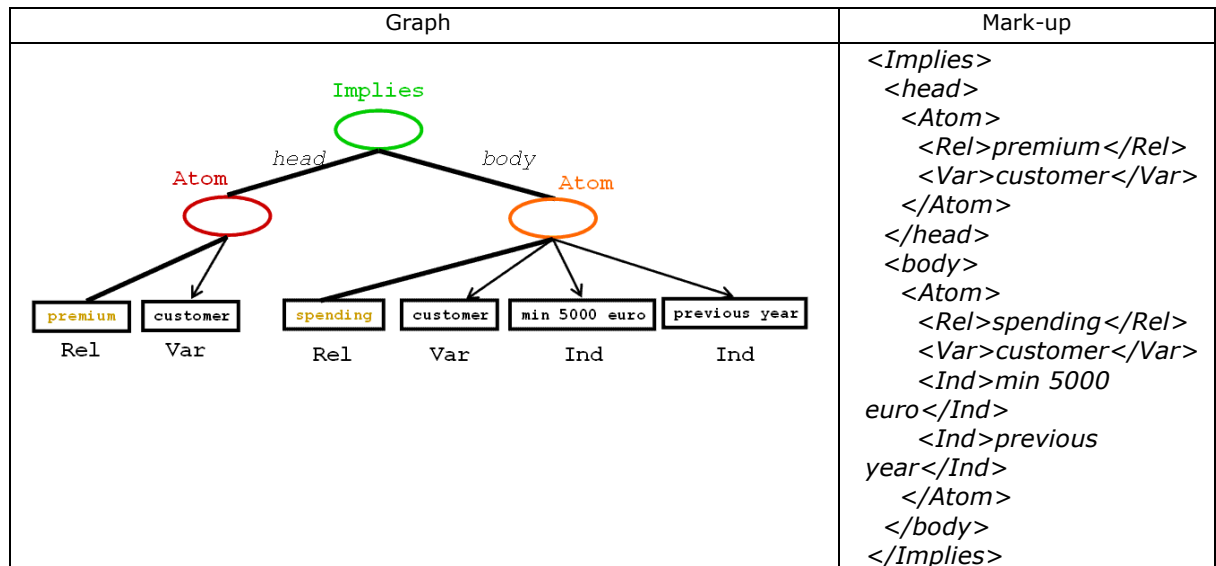 Graph
Mark-up
Implies
head
body
Atom
Atom
premium
customer
spending
customer
min 5000 euro
previous year
Rel
Var
Rel
Var
Ind
Ind
<Implies>
<head>
<Atom>
<Rel>premium</Rel>
<Var>customer</Var>
</Atom>
</head>
<body>
<Atom>
<Rel>spending</Rel>
<Var>customer</Var>
<Ind>min 5000
euro</Ind>
<Ind>previous
year</Ind>
</Atom>
</body>
</Implies>